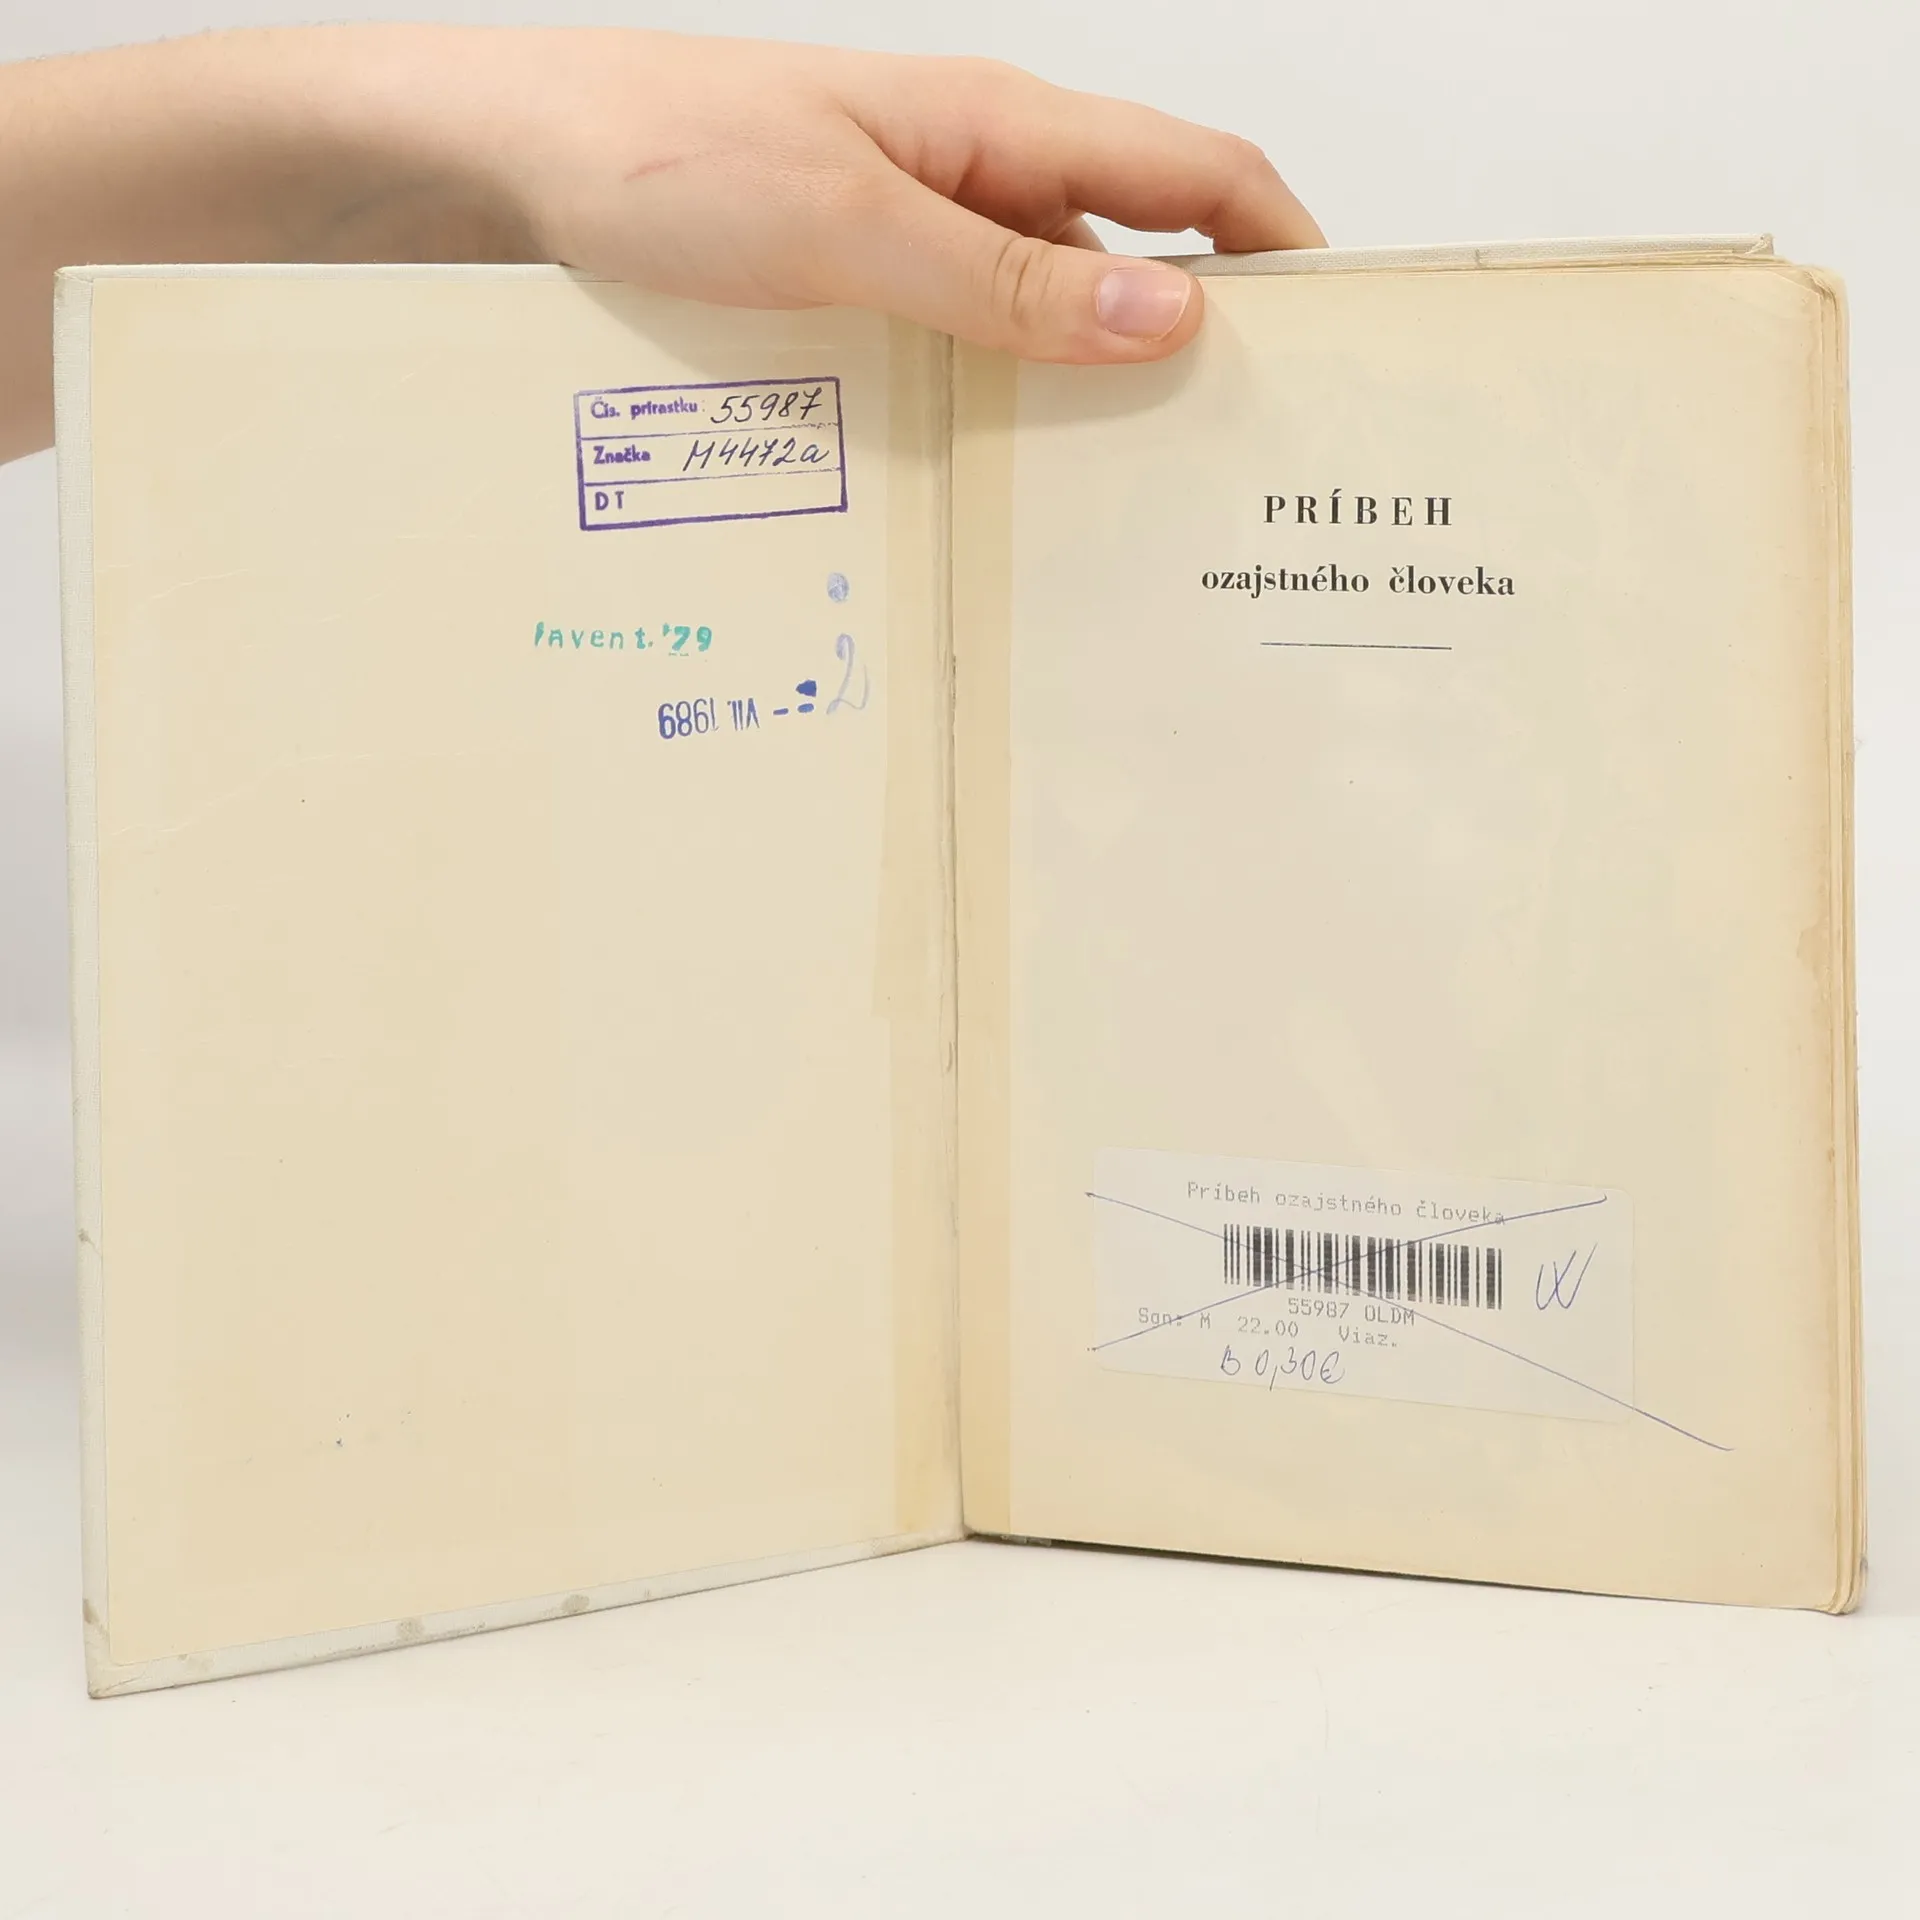 Čís. prírastku: 55987
Značka M4472a
DT
Invent. '79
2
- VII. 1989
PRÍBEH
ozajstného človeka
Príbeh ozajstného človeka
55987 OLDM
Sgn: M 22.00 Viaz.
B 0,30€